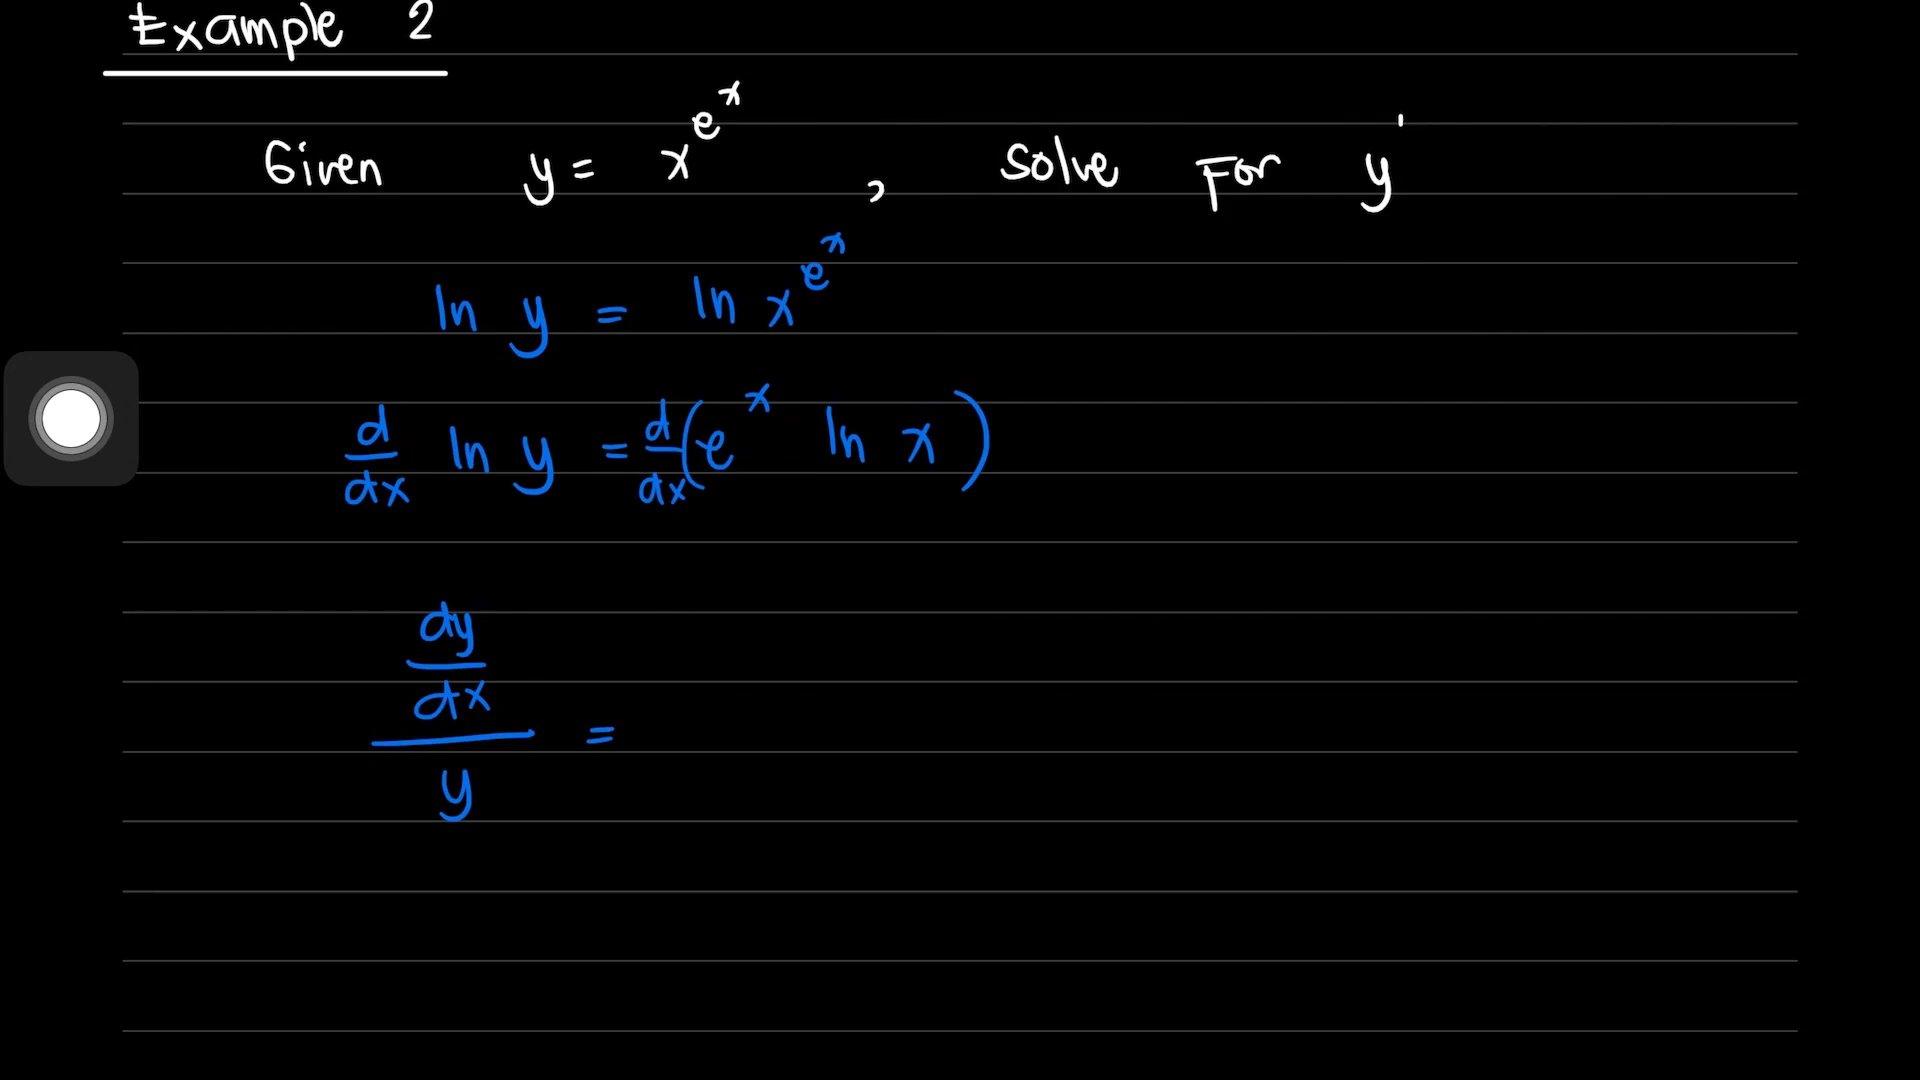 Example 2
Given y = x^{e^x} , Solve For y'
ln y = ln x^{e^x}
d/dx ln y = d/dx (e^x ln x)
(dy/dx)/y =